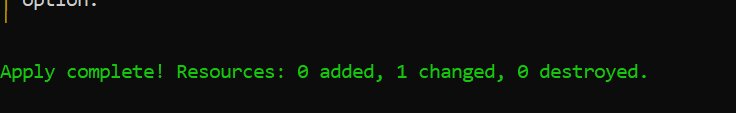 option.
Apply complete! Resources: 0 added, 1 changed, 0 destroyed.